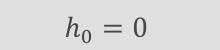 h₀ = 0